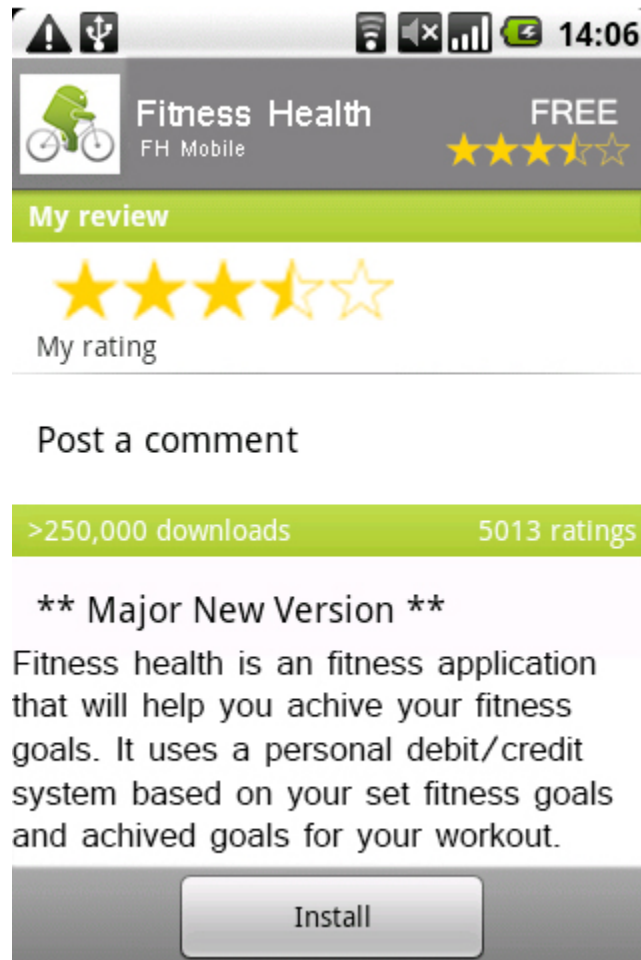 14:06
Fitness Health
FREE
FH Mobile
My review
My rating
Post a comment
>250,000 downloads
5013 ratings
** Major New Version **
Fitness health is an fitness application
that will help you achive your fitness
goals. It uses a personal debit/credit
system based on your set fitness goals
and achived goals for your workout.
Install